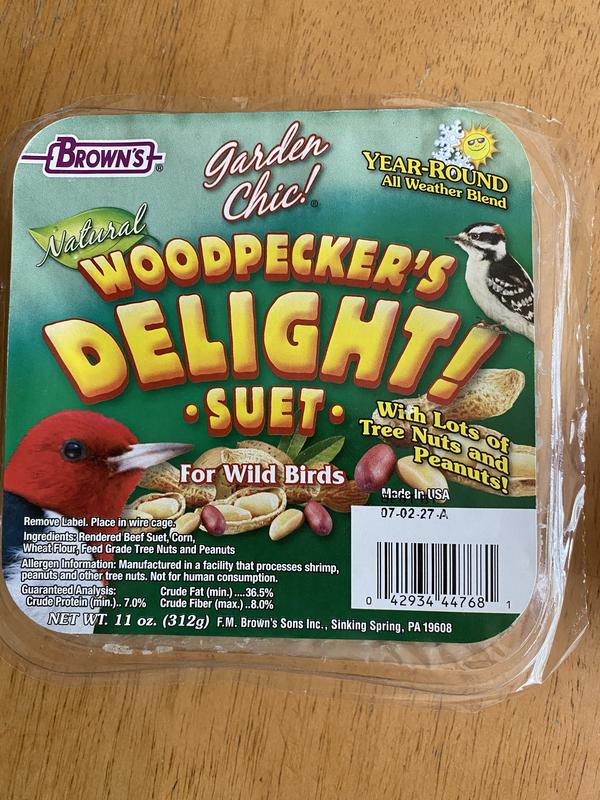 BROWN'S®
Garden
Chic!®
YEAR-ROUND
All Weather Blend
Natural
WOODPECKER'S
DELIGHT!
·SUET·
With Lots of
Tree Nuts and
Peanuts!
For Wild Birds
Made In USA
07-02-27-A
Remove Label. Place in wire cage.
Ingredients: Rendered Beef Suet, Corn,
Wheat Flour, Feed Grade Tree Nuts and Peanuts
Allergen Information: Manufactured in a facility that processes shrimp,
peanuts and other tree nuts. Not for human consumption.
Guaranteed Analysis: Crude Fat (min.)....36.5%
Crude Protein (min.).. 7.0% Crude Fiber (max.)..8.0%
NET WT. 11 oz. (312g) F.M. Brown's Sons Inc., Sinking Spring, PA 19608
0 42934 44768 1